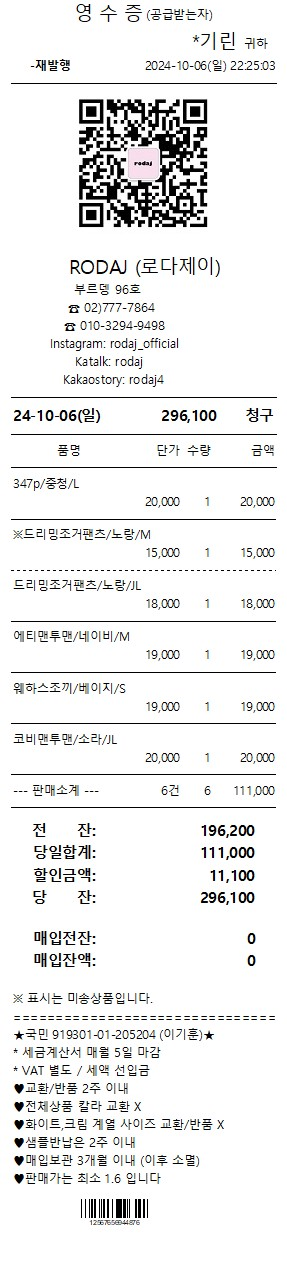 영 수 증 (공급받는자)
*기린 귀하
-재발행 2024-10-06(일) 22:25:03
rodaj
RODAJ (로다제이)
부르뎅 96호
☎ 02)777-7864
☎ 010-3294-9498
Instagram: rodaj_official
Katalk: rodaj
Kakaostory: rodaj4
24-10-06(일) 296,100 청구
품명 단가 수량 금액
347p/중청/L
20,000 1 20,000
※드리밍조거팬츠/노랑/M
15,000 1 15,000
드리밍조거팬츠/노랑/JL
18,000 1 18,000
에티맨투맨/네이비/M
19,000 1 19,000
웨하스조끼/베이지/S
19,000 1 19,000
코비맨투맨/소라/JL
20,000 1 20,000
--- 판매소계 --- 6건 6 111,000
전 잔: 196,200
당일합계: 111,000
할인금액: 11,100
당 잔: 296,100
매입전잔: 0
매입잔액: 0
※ 표시는 미송상품입니다.
==============================
★국민 919301-01-205204 (이기훈)★
* 세금계산서 매월 5일 마감
* VAT 별도 / 세액 선입금
♥교환/반품 2주 이내
♥전체상품 칼라 교환 X
♥화이트,크림 계열 사이즈 교환/반품 X
♥샘플반납은 2주 이내
♥매입보관 3개월 이내 (이후 소멸)
♥판매가는 최소 1.6 입니다
12567656944876